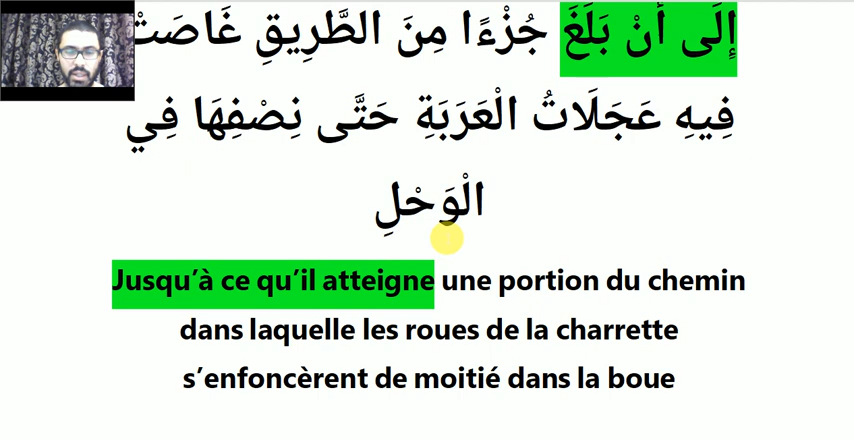 إِلَى أَنْ بَلَغَ جُزْءًا مِنَ الطَّرِيقِ غَاصَتْ
فِيهِ عَجَلَاتُ الْعَرَبَةِ حَتَّى نِصْفِهَا فِي
الْوَحْلِ
Jusqu’à ce qu’il atteigne une portion du chemin
dans laquelle les roues de la charrette
s’enfoncèrent de moitié dans la boue